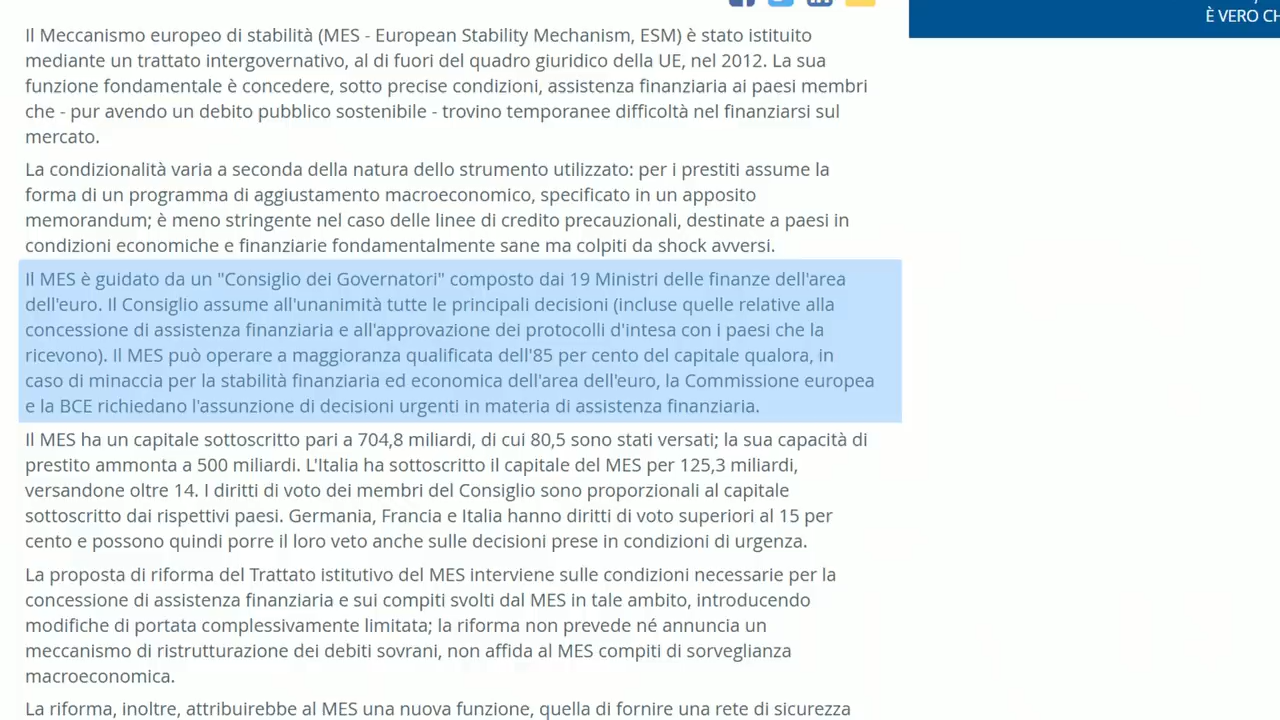 È VERO CH
Il Meccanismo europeo di stabilità (MES - European Stability Mechanism, ESM) è stato istituito
mediante un trattato intergovernativo, al di fuori del quadro giuridico della UE, nel 2012. La sua
funzione fondamentale è concedere, sotto precise condizioni, assistenza finanziaria ai paesi membri
che - pur avendo un debito pubblico sostenibile - trovino temporanee difficoltà nel finanziarsi sul
mercato.
La condizionalità varia a seconda della natura dello strumento utilizzato: per i prestiti assume la
forma di un programma di aggiustamento macroeconomico, specificato in un apposito
memorandum; è meno stringente nel caso delle linee di credito precauzionali, destinate a paesi in
condizioni economiche e finanziarie fondamentalmente sane ma colpiti da shock avversi.
Il MES è guidato da un "Consiglio dei Governatori" composto dai 19 Ministri delle finanze dell'area
dell'euro. Il Consiglio assume all'unanimità tutte le principali decisioni (incluse quelle relative alla
concessione di assistenza finanziaria e all'approvazione dei protocolli d'intesa con i paesi che la
ricevono). Il MES può operare a maggioranza qualificata dell'85 per cento del capitale qualora, in
caso di minaccia per la stabilità finanziaria ed economica dell'area dell'euro, la Commissione europea
e la BCE richiedano l'assunzione di decisioni urgenti in materia di assistenza finanziaria.
Il MES ha un capitale sottoscritto pari a 704,8 miliardi, di cui 80,5 sono stati versati; la sua capacità di
prestito ammonta a 500 miliardi. L'Italia ha sottoscritto il capitale del MES per 125,3 miliardi,
versandone oltre 14. I diritti di voto dei membri del Consiglio sono proporzionali al capitale
sottoscritto dai rispettivi paesi. Germania, Francia e Italia hanno diritti di voto superiori al 15 per
cento e possono quindi porre il loro veto anche sulle decisioni prese in condizioni di urgenza.
La proposta di riforma del Trattato istitutivo del MES interviene sulle condizioni necessarie per la
concessione di assistenza finanziaria e sui compiti svolti dal MES in tale ambito, introducendo
modifiche di portata complessivamente limitata; la riforma non prevede né annuncia un
meccanismo di ristrutturazione dei debiti sovrani, non affida al MES compiti di sorveglianza
macroeconomica.
La riforma, inoltre, attribuirebbe al MES una nuova funzione, quella di fornire una rete di sicurezza